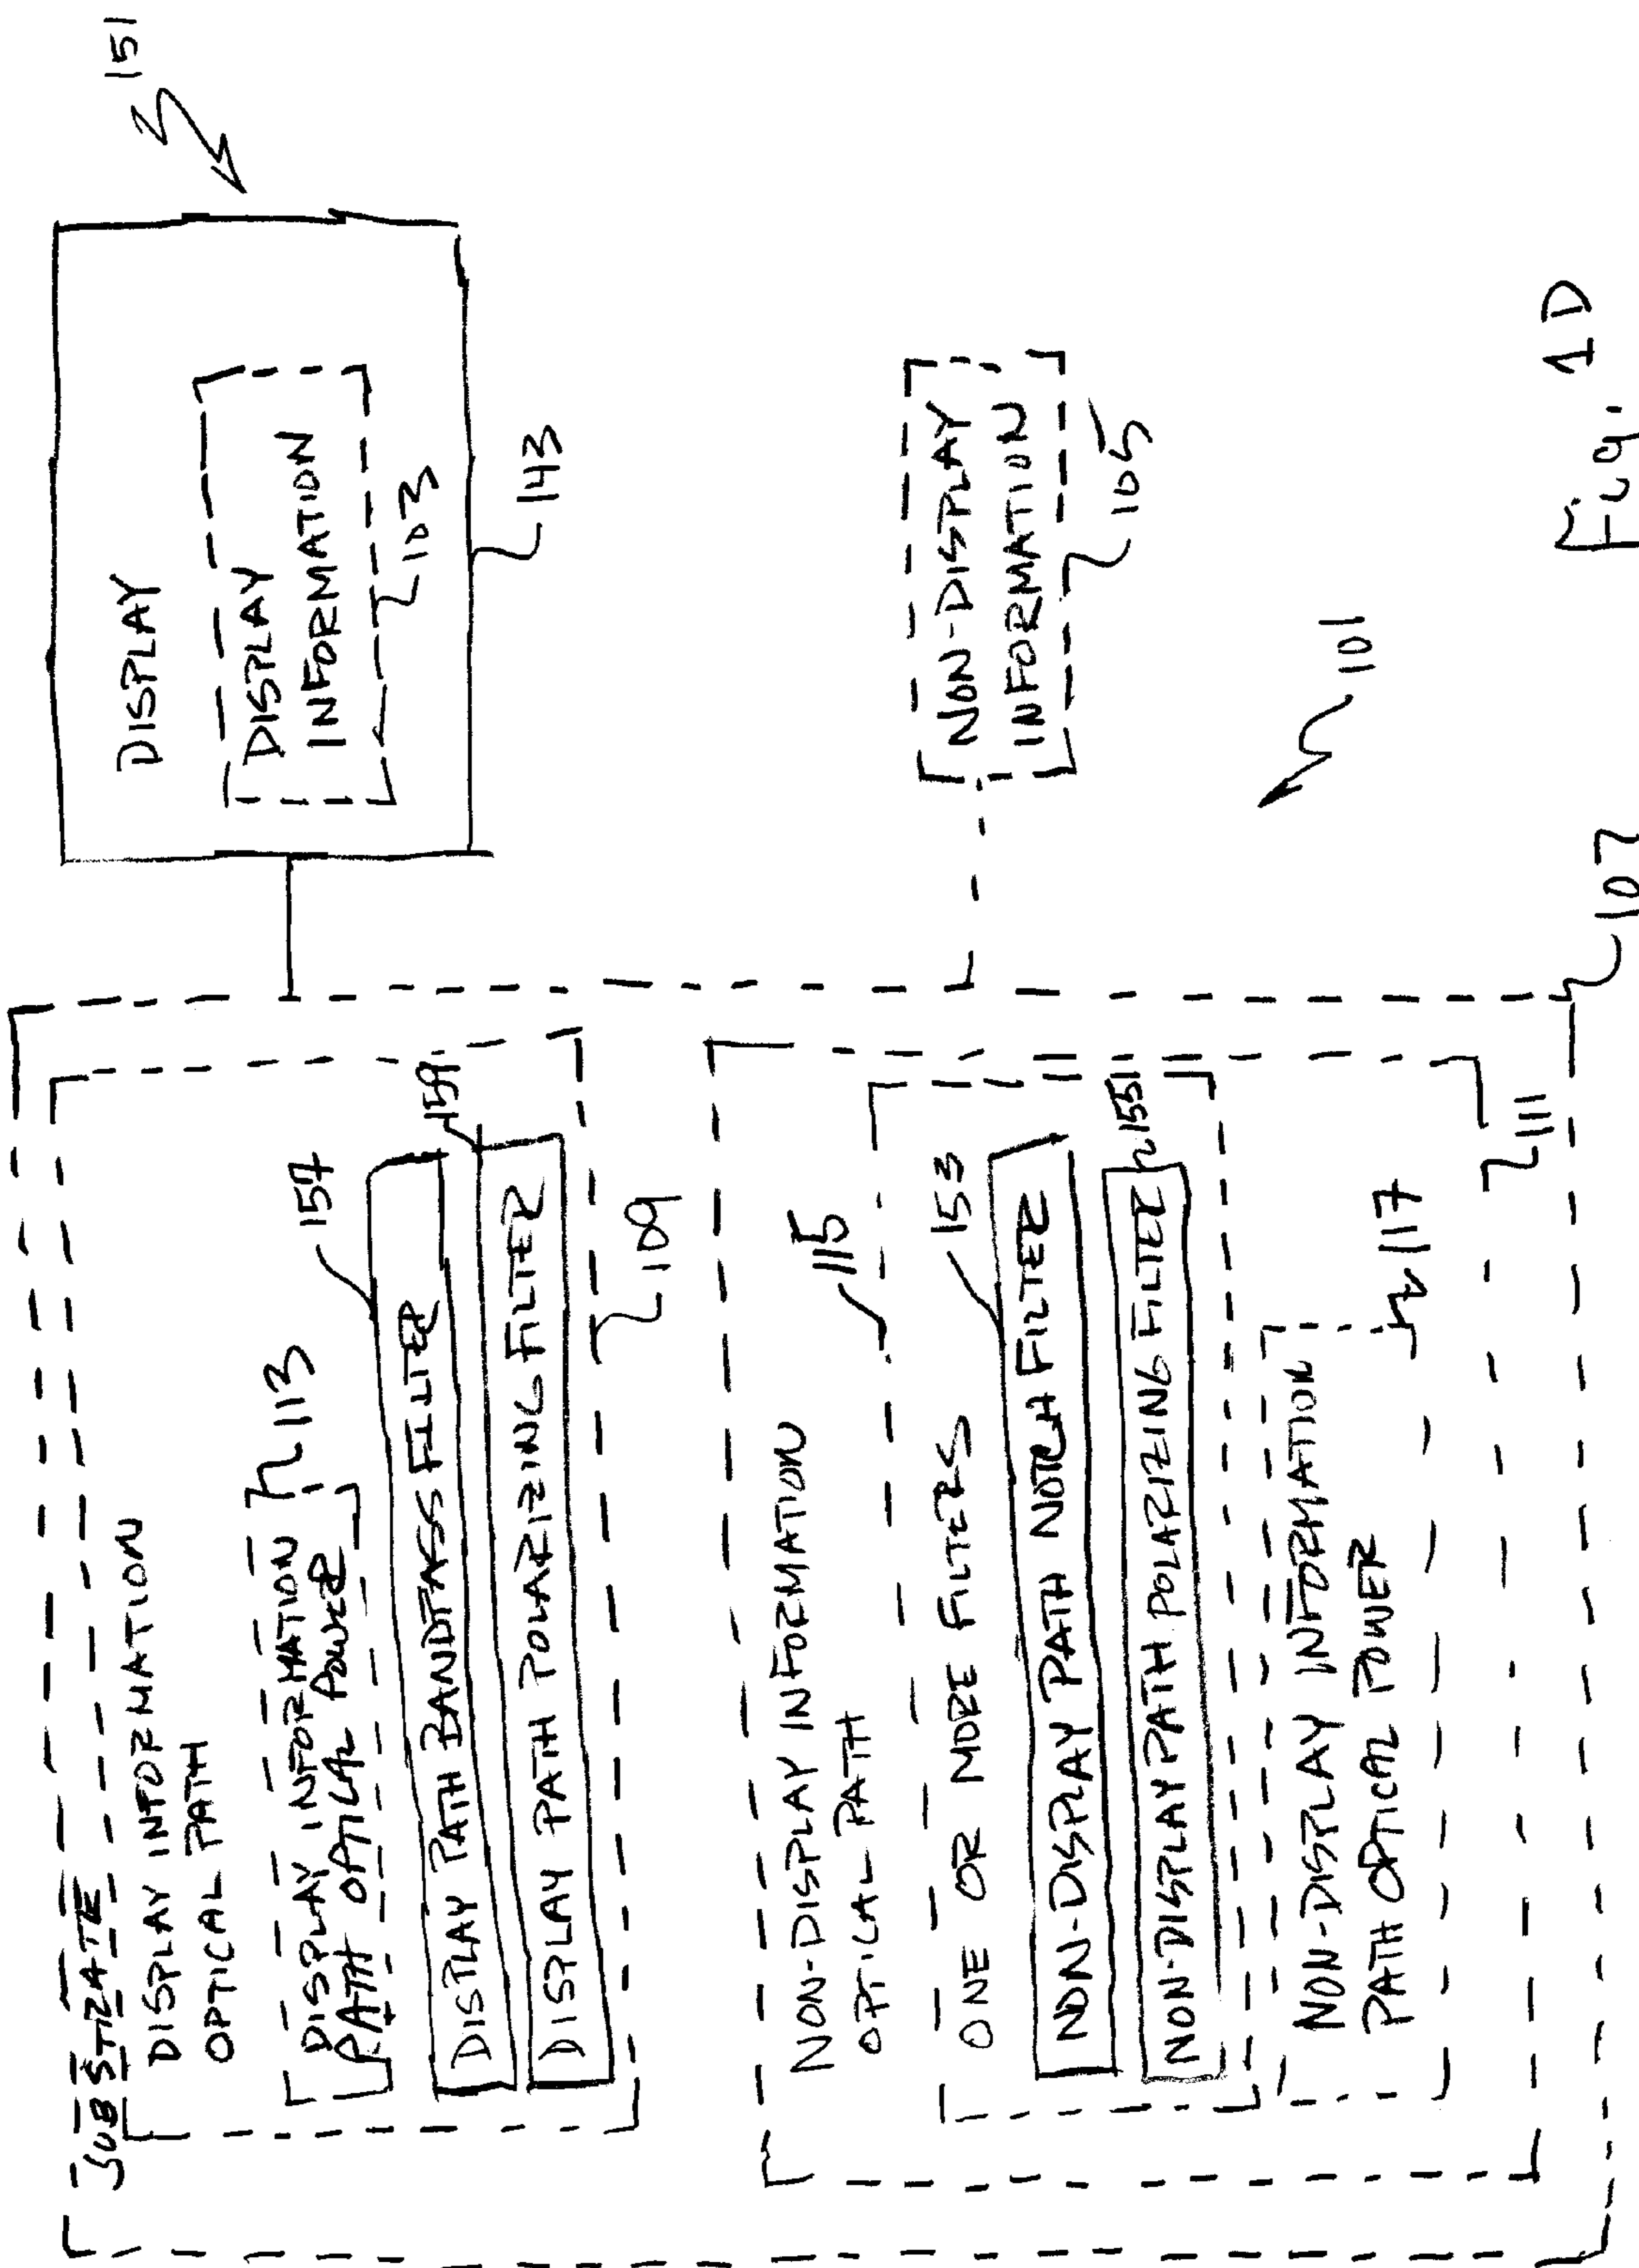 SUBSTRATE
DISPLAY INFORMATION
OPTICAL PATH
DISPLAY INFORMATION
PATH OPTICAL POWER
113
157
DISPLAY PATH BANDPASS FILTER
159
DISPLAY PATH POLARIZING FILTER
109
NON-DISPLAY INFORMATION
OPTICAL PATH
115
ONE OR MORE FILTERS
153
NON-DISPLAY PATH NOTCH FILTER
NON-DISPLAY PATH POLARIZING FILTER
155
NON-DISPLAY INFORMATION
PATH OPTICAL POWER
117
111
107
151
DISPLAY
DISPLAY
INFORMATION
103
143
NON-DISPLAY
INFORMATION
105
101
Fig. 1D